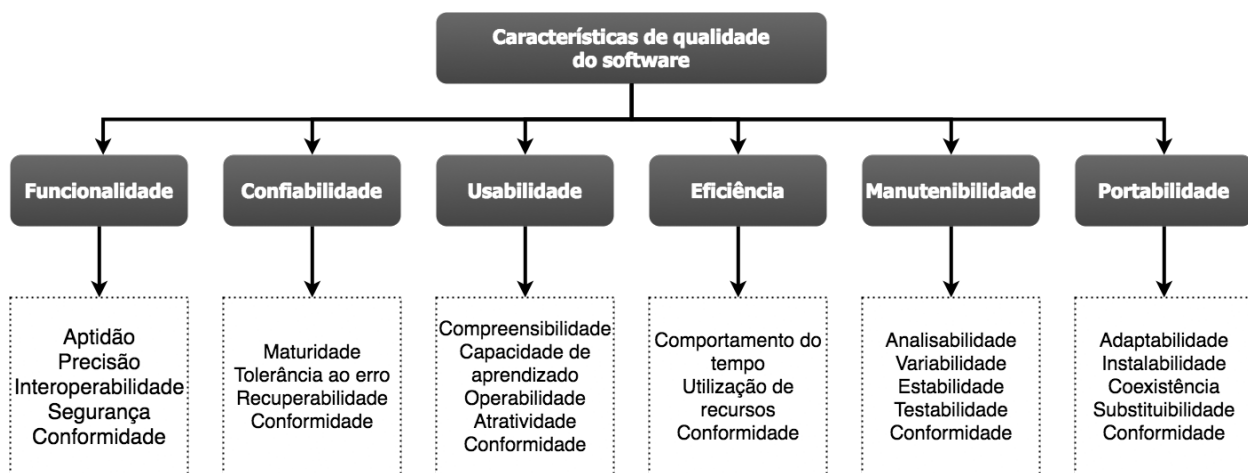 Características de qualidade
do software
Funcionalidade
Confiabilidade
Usabilidade
Eficiência
Manutenibilidade
Portabilidade
Aptidão
Precisão
Interoperabilidade
Segurança
Conformidade
Maturidade
Tolerância ao erro
Recuperabilidade
Conformidade
Compreensibilidade
Capacidade de
aprendizado
Operabilidade
Atratividade
Conformidade
Comportamento do
tempo
Utilização de
recursos
Conformidade
Analisabilidade
Variabilidade
Estabilidade
Testabilidade
Conformidade
Adaptabilidade
Instalabilidade
Coexistência
Substituibilidade
Conformidade